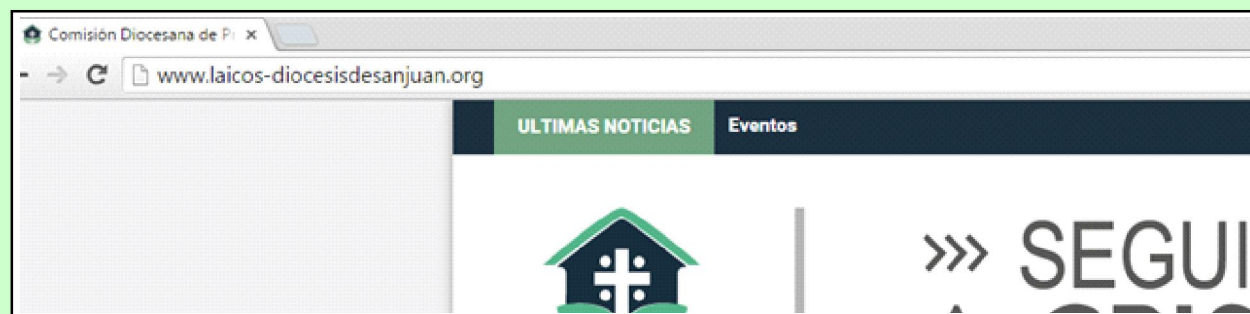 Comisión Diocesana de P
www.laicos-diocesisdesanjuan.org
ULTIMAS NOTICIAS Eventos
››› SEGUI